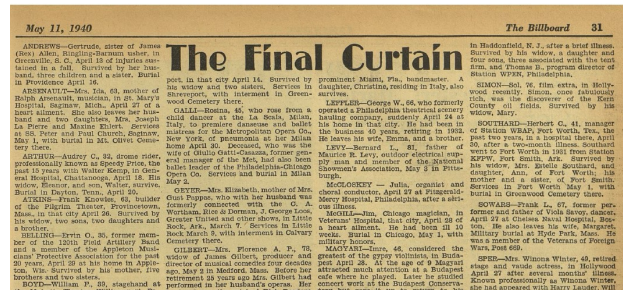 May 11, 1940
The Billboard 31
The Final Curtain
ANDREWS—Gertrude, sister of James
(Rex) Allen, Ringling-Barnum usher, in
Greenville, S. C., April 13 of injuries sus-
tained in a fall. Survived by her hus-
band, three children and a sister. Burial
in Providence April 16.
ARSENAULT—Mrs. Ida, 63, mother of
Ralph Arsenault, musician, in St. Mary's
Hospital, Saginaw, Mich., April 27 of a
heart ailment. She also leaves her hus-
band and two daughters, Mrs. Joseph
La Pierre and Maxine Ehlert. Services
in SS. Peter and Paul Church, Saginaw,
May 1, with burial in Mt. Olivet Ceme-
tery there.
ARTHUR—Audrey C., 52, drome rider,
professionally known as Speedy Price, the
past 15 years with Walter Kemp, in Gen-
eral Hospital, Chattanooga, April 18. His
widow, Eleanor, and son, Walter, survive.
Burial in Dayton, Tenn., April 20.
ATKINS—Frank Knowles, 63, builder
of the Pilgrim Theater, Provincetown,
Mass., in that city April 26. Survived by
his widow, two sons, two daughters and
a brother.
BELLING—Ervin O., 35, former mem-
ber of the 120th Field Artillery Band
and a member of the Appleton Musi-
cians' Protective Association for the past
20 years, April 29 at his home in Apple-
ton, Wis. Survived by his mother, five
brothers and two sisters.
BOYD—William P., 59, stagehand at
port, in that city April 14. Survived by
his widow and two sisters. Services in
Shreveport, with interment in Green-
wood Cemetery there.
GALLI—Rosina, 45, who rose from a
child dancer at the La Scala, Milan,
Italy, to premiere danseuse and ballet
mistress for the Metropolitan Opera Co.,
New York, of pneumonia at her Milan
home April 30. Deceased, who was the
wife of Giulio Gatti-Casazza, former gen-
eral manager of the Met, had also been
ballet leader of the Philadelphia-Chicago
Opera Co. Services and burial in Milan
May 2.
GEYER—Mrs. Elizabeth, mother of Mrs.
Gust Poppos, who with her husband was
formerly connected with the C. A.
Wortham, Rice & Dorman, J. George Loos,
Greater United and other shows, in Little
Rock, Ark., March 7. Services in Little
Rock March 9, with interment in Calvary
Cemetery there.
GILBERT—Mrs. Florence A. P., 78,
widow of James Gilbert, producer and
director of musical comedies four decades
ago, May 2 in Medford, Mass. Before her
retirement 25 years ago Mrs. Gilbert had
performed in her husband's operas. Her
prominent Miami, Fla., bandmaster. A
daughter, Christine, residing in Italy, also
survives.
LEFFLER—George W., 66, who formerly
operated a Philadelphia theatrical scenery
hauling company, suddenly April 24 at
his home in that city. He had been in
the business 40 years, retiring in 1932.
He leaves his wife, Emma, and a brother.
LEVY—Bernard L., 51, father of
Maurice R. Levy, outdoor electrical sup-
ply man and member of the National
Showmen's Association, May 3 in Pitts-
burgh.
McCLOSKEY—Julia, organist and
choral conductor, April 27 at Fitzgerald-
Mercy Hospital, Philadelphia, after a seri-
ous illness.
McGILL—Jim, Chicago magician, in
Veterans' Hospital, that city, April 28 of
a heart ailment. He had been ill 10
weeks. Burial in Chicago, May 1, with
military honors.
MAGYARI—Imre, 46, considered the
greatest of the gypsy violinists, in Buda-
pest April 28. At the age of 9 Magyari
attracted much attention at a Budapest
cafe where he played. Later he studied
concert work at the Budapest Conserva-
in Haddonfield, N. J., after a brief illness.
Survived by his widow, a daughter and
four sons, three associated with the tent
firm, and Thomas B., program director of
Station WPEN, Philadelphia.
SIMON—Sol, 76, film extra, in Holly-
wood recently. Simon, once fabulously
rich, was the discoverer of the Kern
County oil fields. Survived by his
widow, Mary.
SOUTHARD—Herbert C., 41, manager
of Station WBAP, Fort Worth, Tex., the
past two years, in a hospital there, April
30, after a two-month illness. Southard
went to Fort Worth in 1931 from Station
KFPW, Fort Smith, Ark. Survived by
his widow, Mrs. Estelle Southard, and
daughter, Ann, of Fort Worth; his
mother and a sister, of Fort Smith.
Services in Fort Worth May 1, with
burial in Greenwood Cemetery there.
SOWARS—Frank L., 67, former per-
former and father of Viola Savoy, dancer,
April 27 at Chelsea Naval Hospital, Bos-
ton. He also leaves his wife, Margaret.
Military burial at Hyde Park, Mass. He
was a member of the Veterans of Foreign
Wars, Post 669.
SPER—Mrs. Winona Winter, 49, retired
stage and vaude actress, in Hollywood
April 27 after several months' illness.
Known professionally as Winona Winter,
she had appeared With Harry Lauder, Will